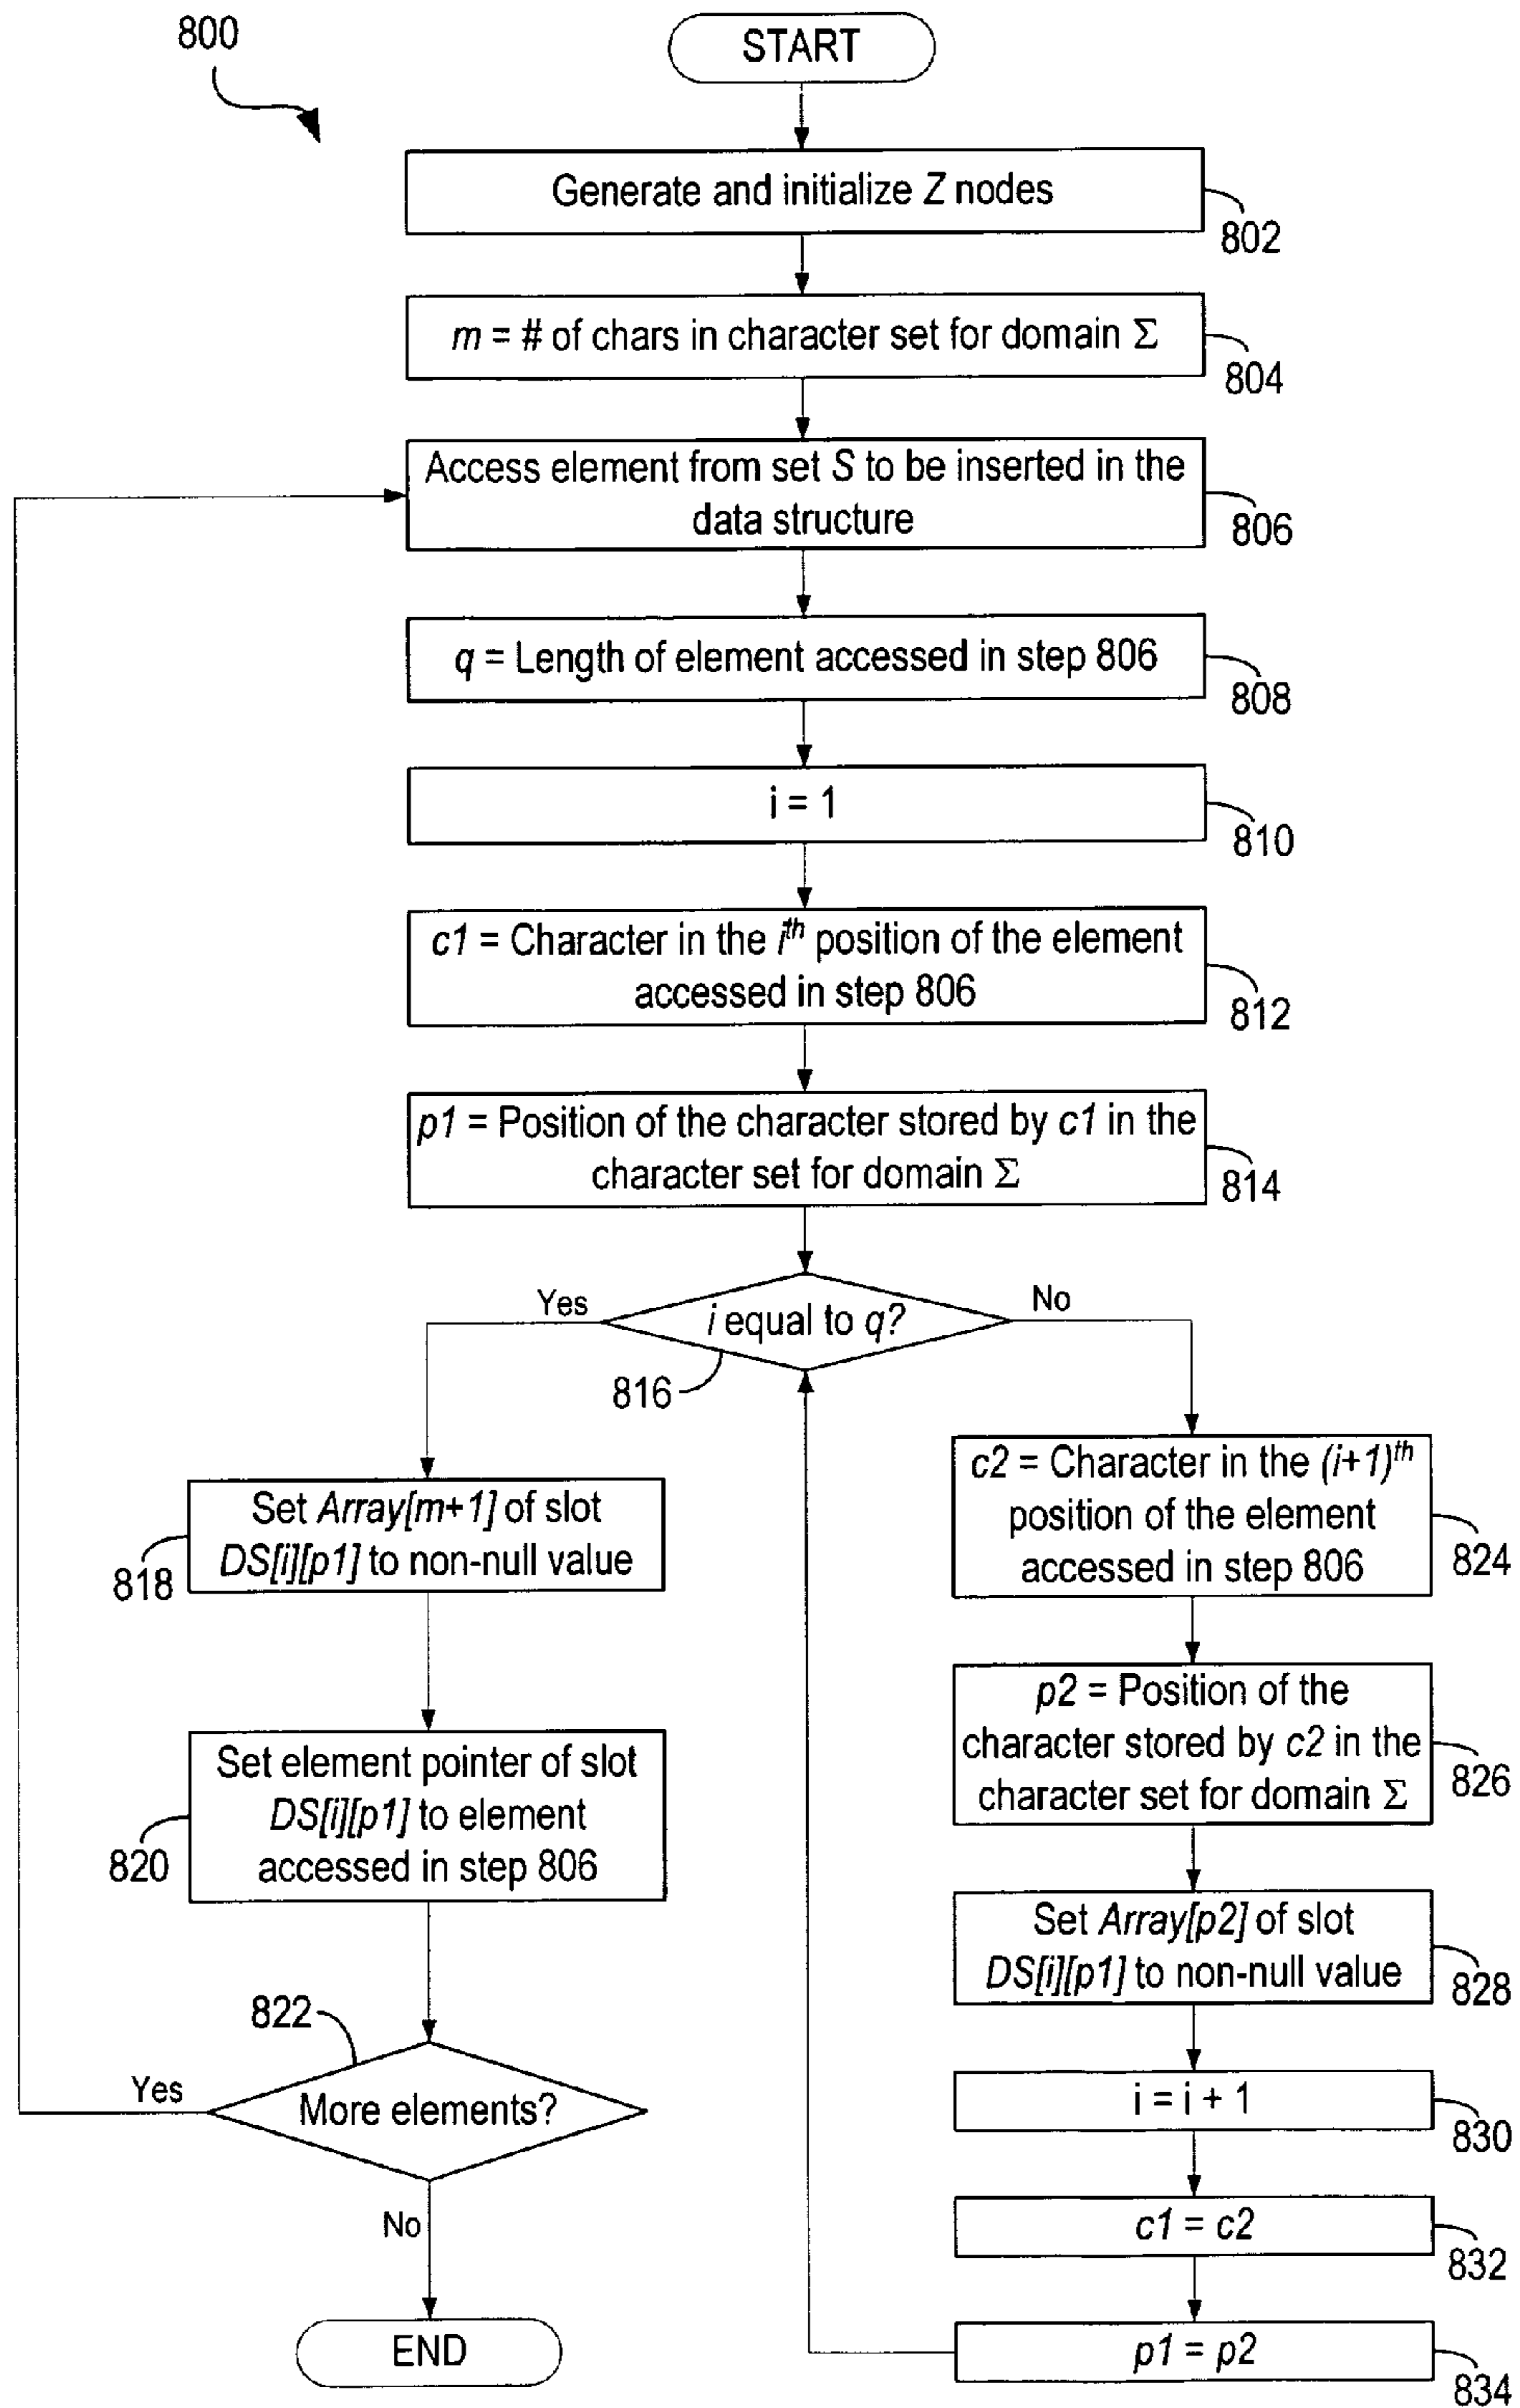 800
START
Generate and initialize Z nodes
802
m = # of chars in character set for domain Σ
804
Access element from set S to be inserted in the
data structure
806
q = Length of element accessed in step 806
808
i = 1
810
c1 = Character in the ith position of the element
accessed in step 806
812
p1 = Position of the character stored by c1 in the
character set for domain Σ
814
i equal to q?
Yes
No
816
Set Array[m+1] of slot
DS[i][p1] to non-null value
818
Set element pointer of slot
DS[i][p1] to element
accessed in step 806
820
822
More elements?
Yes
No
END
c2 = Character in the (i+1)th
position of the element
accessed in step 806
824
p2 = Position of the
character stored by c2 in the
character set for domain Σ
826
Set Array[p2] of slot
DS[i][p1] to non-null value
828
i = i + 1
830
c1 = c2
832
p1 = p2
834